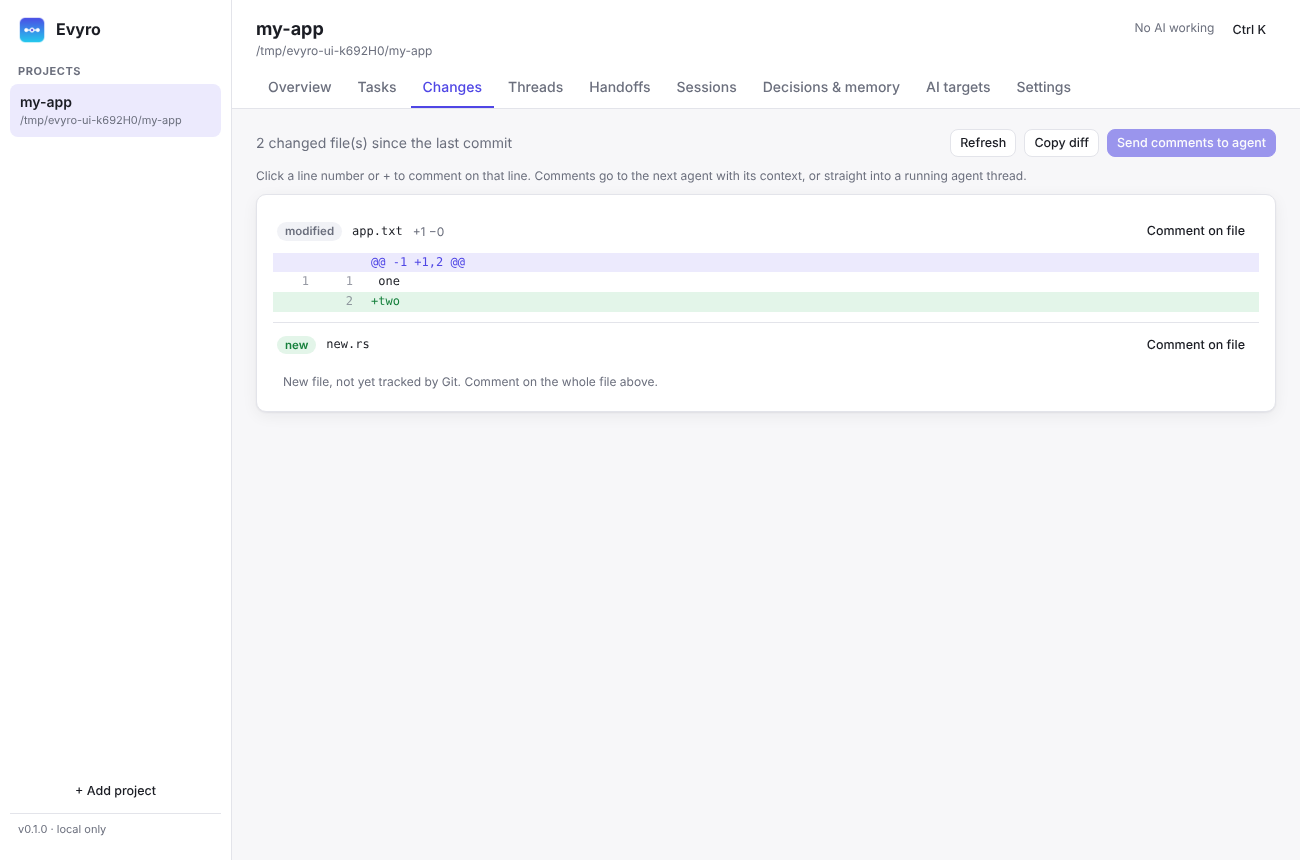 Evyro
PROJECTS
my-app
/tmp/evyro-ui-k692H0/my-app
+ Add project
v0.1.0 · local only
my-app
/tmp/evyro-ui-k692H0/my-app
No AI working
Ctrl K
Overview Tasks Changes Threads Handoffs Sessions Decisions & memory AI targets Settings
2 changed file(s) since the last commit
Refresh Copy diff Send comments to agent
Click a line number or + to comment on that line. Comments go to the next agent with its context, or straight into a running agent thread.
modified app.txt +1 −0 Comment on file
@@ -1 +1,2 @@
1 1 one
2 +two
new new.rs Comment on file
New file, not yet tracked by Git. Comment on the whole file above.